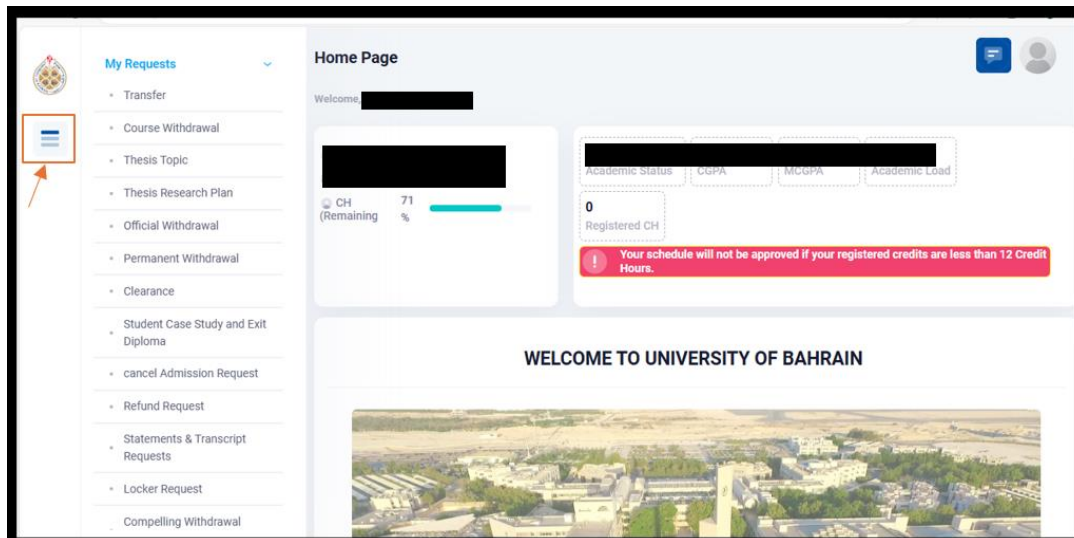 My Requests
Transfer
Course Withdrawal
Thesis Topic
Thesis Research Plan
Official Withdrawal
Permanent Withdrawal
Clearance
Student Case Study and Exit
Diploma
cancel Admission Request
Refund Request
Statements & Transcript
Requests
Locker Request
Compelling Withdrawal
Home Page
Welcome,
CH
(Remaining
71
%
Academic Status
CGPA
MCGPA
Academic Load
0
Registered CH
Your schedule will not be approved if your registered credits are less than 12 Credit
Hours.
WELCOME TO UNIVERSITY OF BAHRAIN